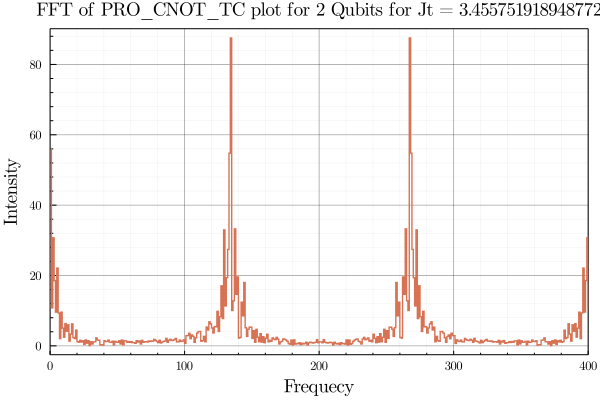 FFT of PRO_CNOT_TC plot for 2 Qubits for Jt = 3.455751918948772
Intensity
80
60
40
20
0
0 100 200 300 400
Frequecy